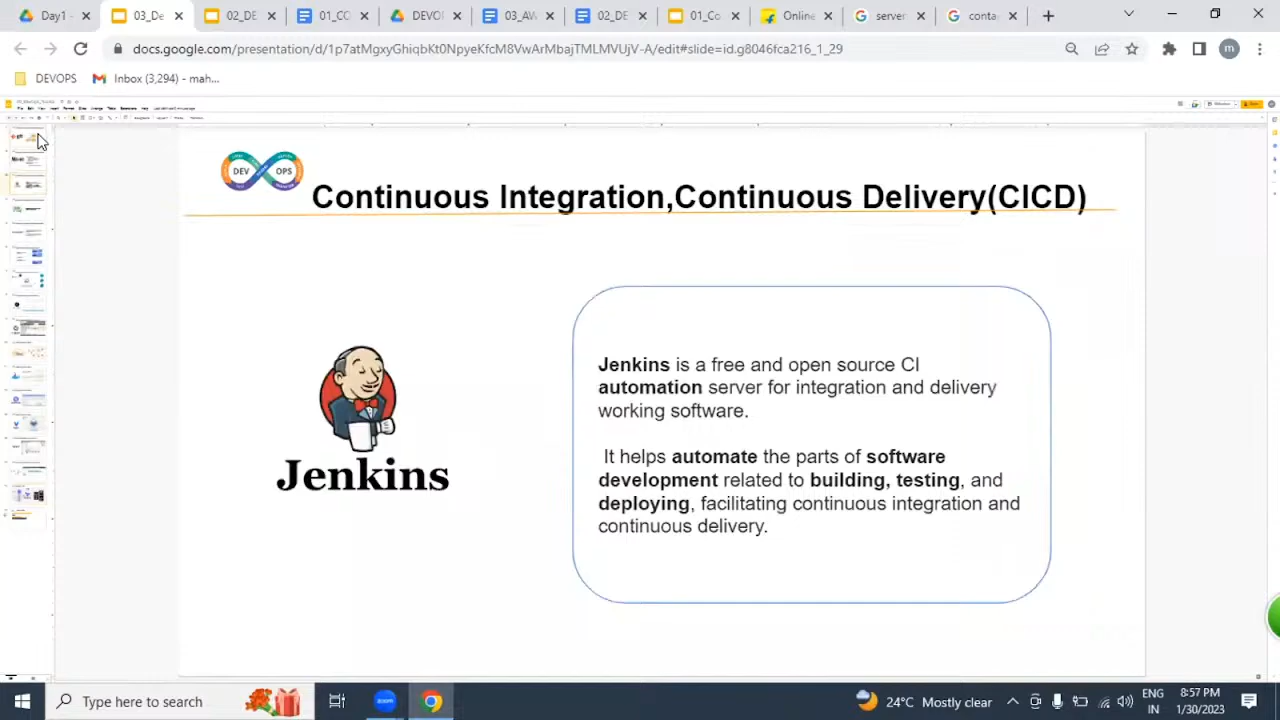 Day1 -
03_De
02_DE
01_CO
DEVOI
03_AV
02_DE
01_Co
Online
server
conta
docs.google.com/presentation/d/1p7atMgxyGhiqbKt0NpyeKfcM8VwArMbajTMLMVUjV-A/edit#slide=id.g8046fca216_1_29
m
DEVOPS
Inbox (3,294) - mah...
DEV
OPS
Continuous Integration,Continuous Delivery(CICD)
Jenkins is a free and open source CI
automation server for integration and delivery
working software.
It helps automate the parts of software
development related to building, testing, and
deploying, facilitating continuous integration and
continuous delivery.
Jenkins
Type here to search
zoom
24°C Mostly clear
ENG
IN
8:57 PM
1/30/2023